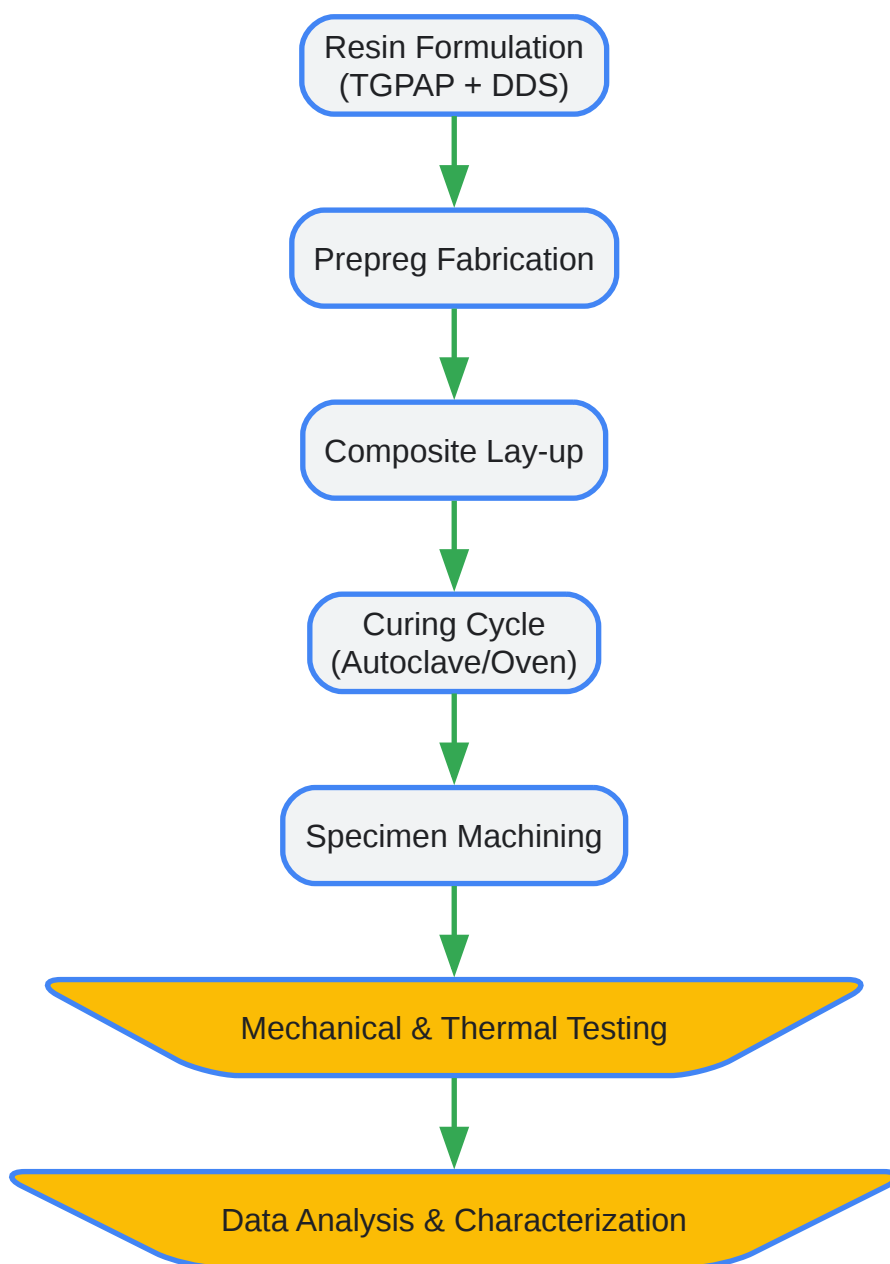 Resin Formulation
(TGPAP + DDS)
Prepreg Fabrication
Composite Lay-up
Curing Cycle
(Autoclave/Oven)
Specimen Machining
Mechanical & Thermal Testing
Data Analysis & Characterization